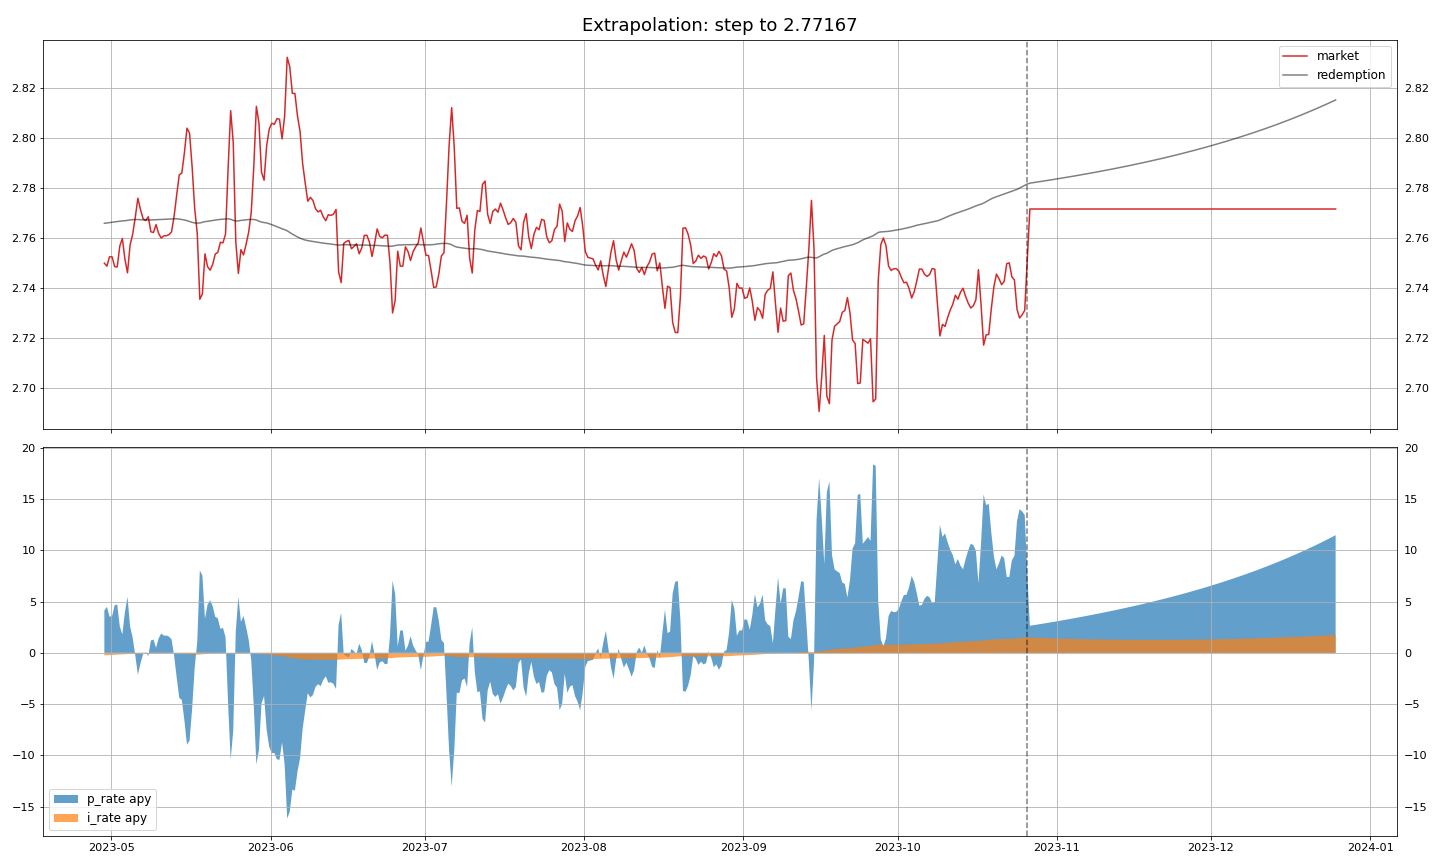 Extrapolation: step to 2.77167
market
redemption
2.82 2.82
2.80 2.80
2.78 2.78
2.76 2.76
2.74 2.74
2.72 2.72
2.70 2.70
20 20
15 15
10 10
5 5
0 0
−5 −5
−10 −10
−15 −15
p_rate apy
i_rate apy
2023-05 2023-06 2023-07 2023-08 2023-09 2023-10 2023-11 2023-12 2024-01